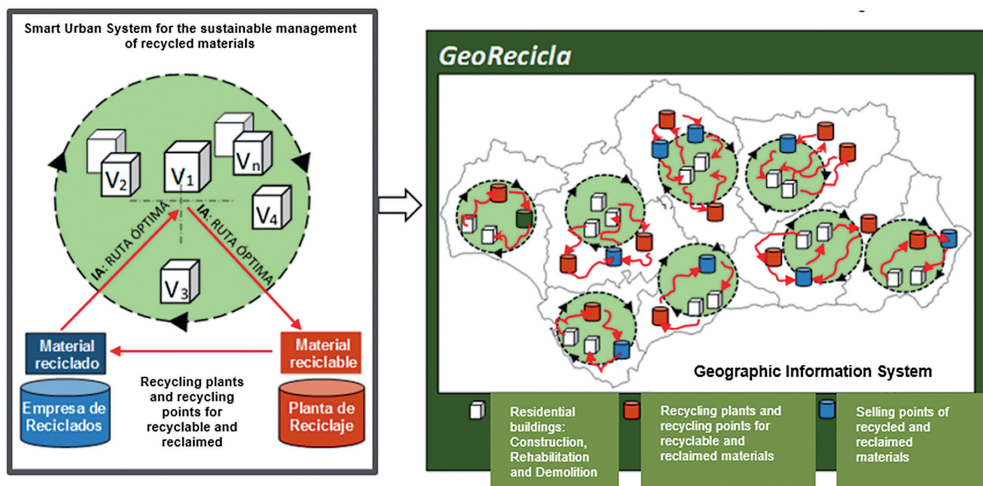 Smart Urban System for the sustainable management
of recycled materials
V₂
V₁
Vₙ
V₄
V₃
IA: RUTA ÓPTIMA
IA: RUTA ÓPTIMA
Material
reciclado
Material
reciclable
Empresa de
Reciclados
Recycling plants
and recycling
points for
recyclable and
reclaimed
Planta de
Reciclaje
GeoRecicla
Geographic Information System
Residential
buildings:
Construction,
Rehabilitation
and Demolition
Recycling plants and
recycling points for
recyclable and
reclaimed materials
Selling points of
recycled and
reclaimed
materials